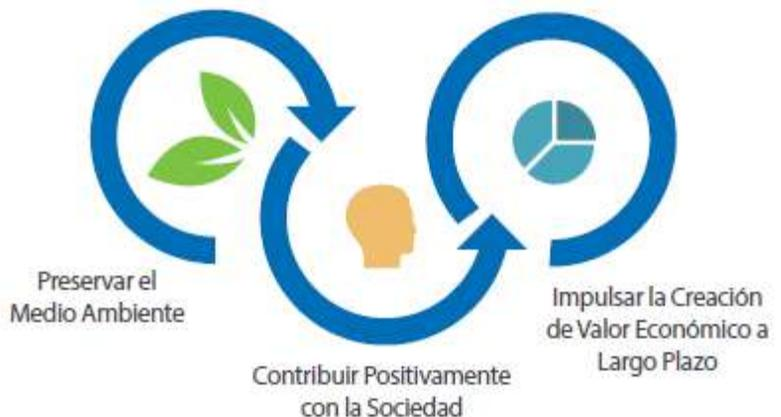 Preservar el
Medio Ambiente
Contribuir Positivamente
con la Sociedad
Impulsar la Creación
de Valor Económico a
Largo Plazo